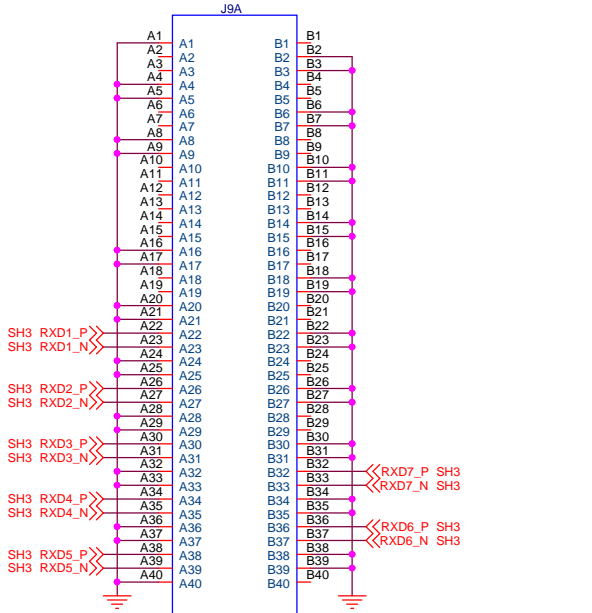 J9A
A1 A1 B1 B1
A2 A2 B2 B2
A3 A3 B3 B3
A4 A4 B4 B4
A5 A5 B5 B5
A6 A6 B6 B6
A7 A7 B7 B7
A8 A8 B8 B8
A9 A9 B9 B9
A10 A10 B10 B10
A11 A11 B11 B11
A12 A12 B12 B12
A13 A13 B13 B13
A14 A14 B14 B14
A15 A15 B15 B15
A16 A16 B16 B16
A17 A17 B17 B17
A18 A18 B18 B18
A19 A19 B19 B19
A20 A20 B20 B20
A21 A21 B21 B21
SH3 RXD1_P A22 A22 B22 B22
SH3 RXD1_N A23 A23 B23 B23
A24 A24 B24 B24
A25 A25 B25 B25
SH3 RXD2_P A26 A26 B26 B26
SH3 RXD2_N A27 A27 B27 B27
A28 A28 B28 B28
A29 A29 B29 B29
SH3 RXD3_P A30 A30 B30 B30
SH3 RXD3_N A31 A31 B31 B31
A32 A32 B32 B32 RXD7_P SH3
A33 A33 B33 B33 RXD7_N SH3
SH3 RXD4_P A34 A34 B34 B34
SH3 RXD4_N A35 A35 B35 B35
A36 A36 B36 B36 RXD6_P SH3
A37 A37 B37 B37 RXD6_N SH3
SH3 RXD5_P A38 A38 B38 B38
SH3 RXD5_N A39 A39 B39 B39
A40 A40 B40 B40